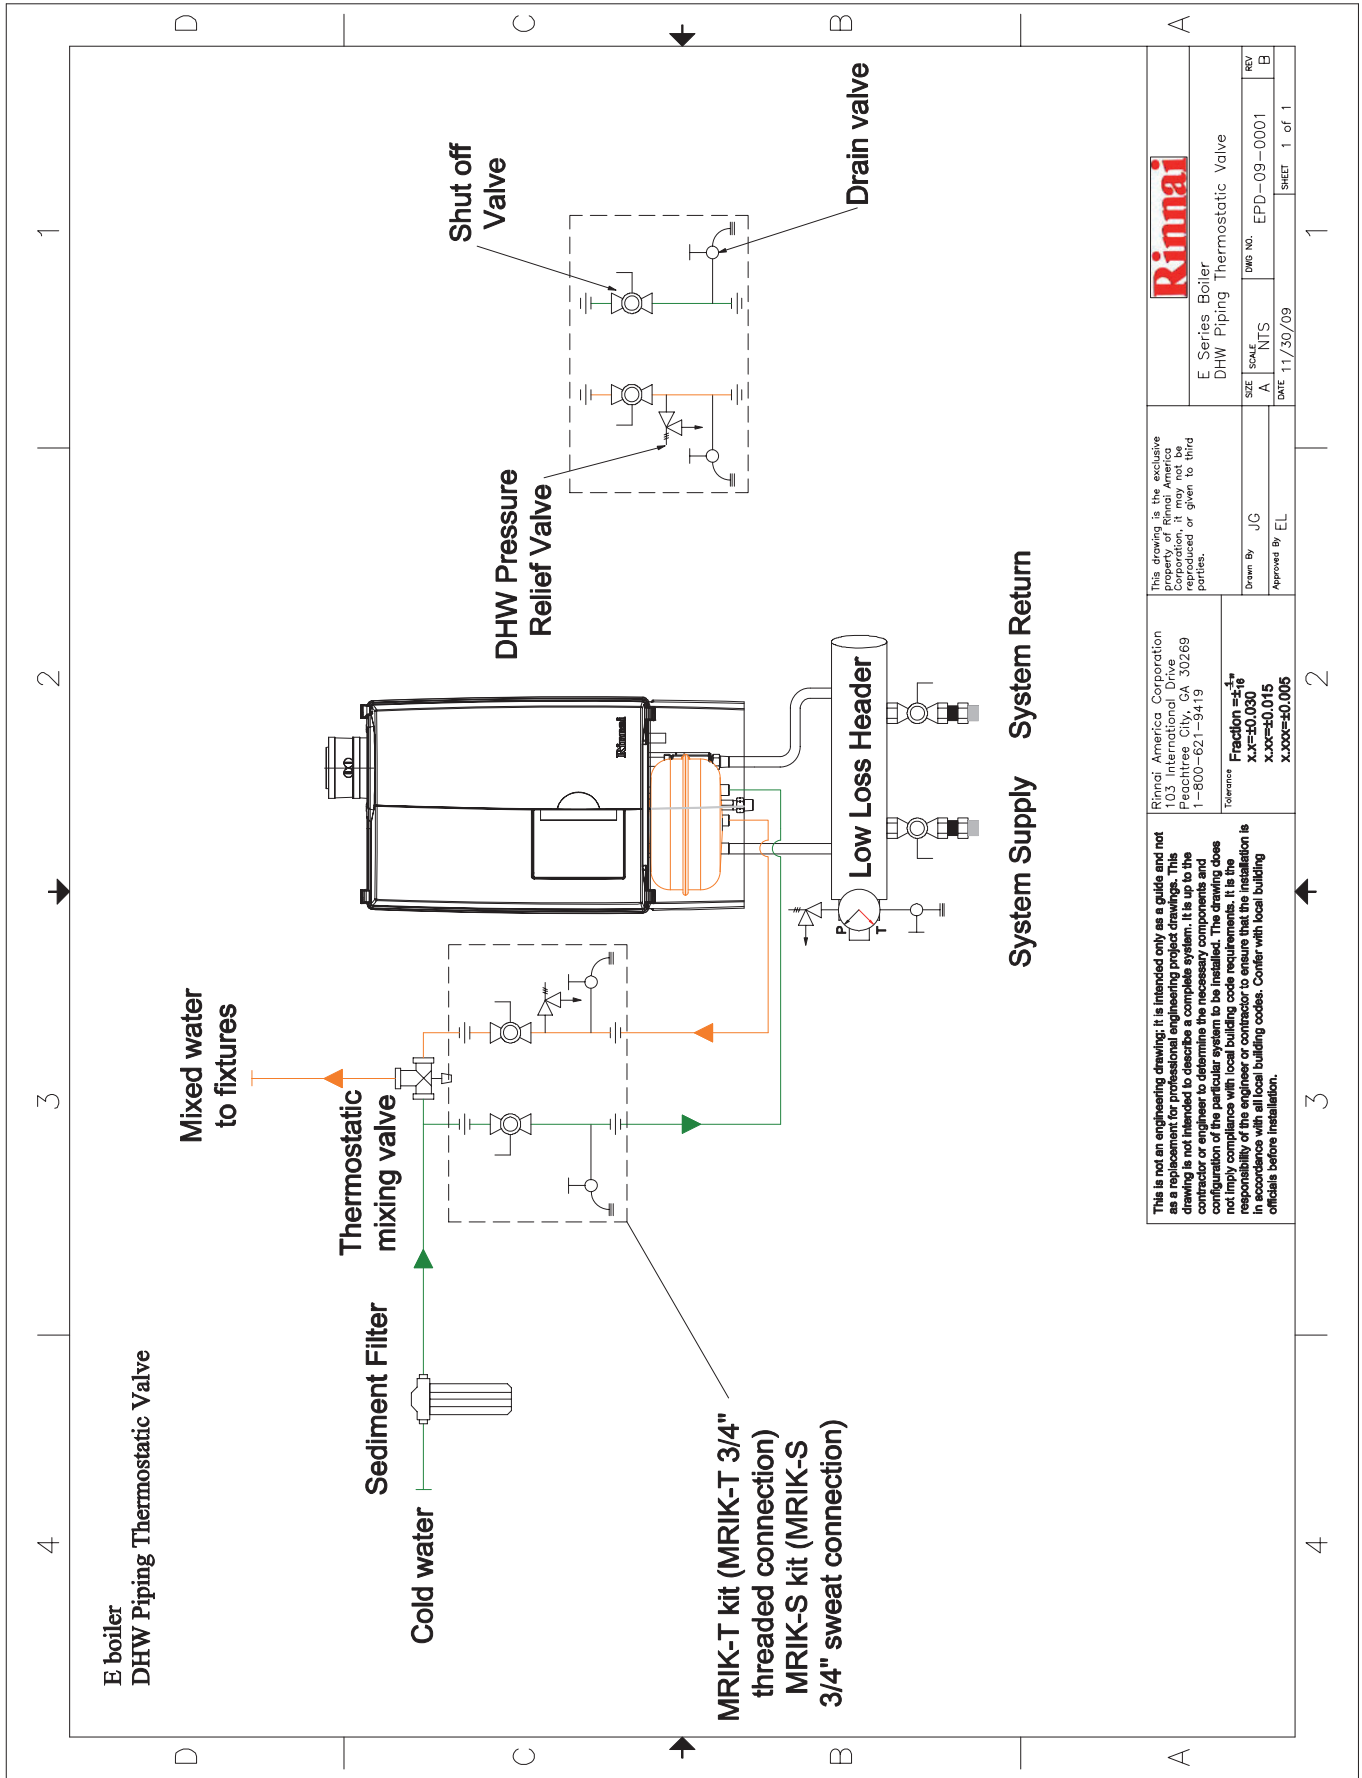 E boiler
DHW Piping Thermostatic Valve
4
3
2
1
D
C
B
A
D
C
B
A
4
3
2
1
Mixed water
to fixtures
Thermostatic
mixing valve
Sediment Filter
Cold water
MRIK-T kit (MRIK-T 3/4"
threaded connection)
MRIK-S kit (MRIK-S
3/4" sweat connection)
Rinnai
DHW Pressure
Relief Valve
Shut off
Valve
Drain valve
Low Loss Header
P
T
System Supply
System Return
This is not an engineering drawing; it is intended only as a guide and not
as a replacement for professional engineering project drawings. This
drawing is not intended to describe a complete system. It is up to the
contractor or engineer to determine the necessary components and
configuration of the particular system to be installed. The drawing does
not imply compliance with local building code requirements. It is the
responsibility of the engineer or contractor to ensure that the installation is
in accordance with all local building codes. Confer with local building
officials before installation.
Rinnai America Corporation
103 International Drive
Peachtree City, GA 30269
1-800-621-9419
Tolerance
Fraction =±1/16"
x.x=±0.030
x.xx=±0.015
x.xxx=±0.005
This drawing is the exclusive
property of Rinnai America
Corporation, it may not be
reproduced or given to third
parties.
Drawn By JG
Approved By EL
Rinnai
E Series Boiler
DHW Piping Thermostatic Valve
SIZE A
SCALE NTS
DWG NO. EPD-09-0001
REV B
DATE 11/30/09
SHEET 1 of 1